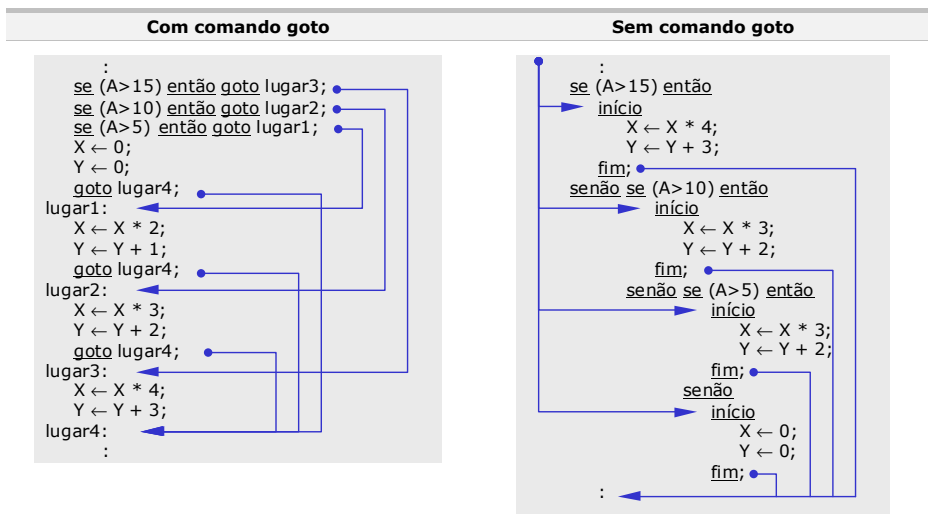 Com comando goto
:
se (A>15) então goto lugar3;
se (A>10) então goto lugar2;
se (A>5) então goto lugar1;
X ← 0;
Y ← 0;
goto lugar4;
lugar1:
X ← X * 2;
Y ← Y + 1;
goto lugar4;
lugar2:
X ← X * 3;
Y ← Y + 2;
goto lugar4;
lugar3:
X ← X * 4;
Y ← Y + 3;
lugar4:
:
Sem comando goto
:
se (A>15) então
início
X ← X * 4;
Y ← Y + 3;
fim;
senão se (A>10) então
início
X ← X * 3;
Y ← Y + 2;
fim;
senão se (A>5) então
início
X ← X * 3;
Y ← Y + 2;
fim;
senão
início
X ← 0;
Y ← 0;
fim;
: